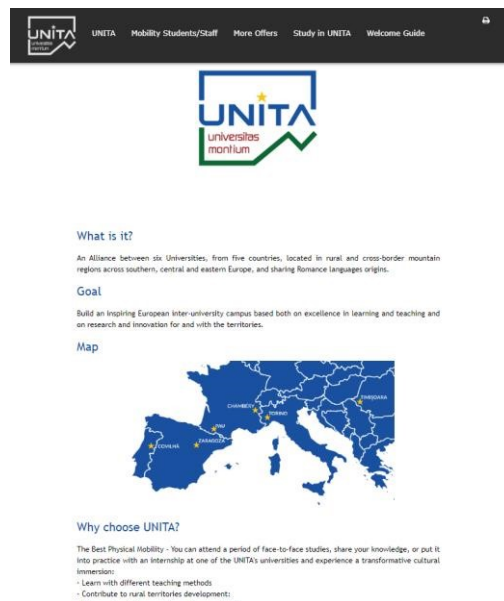 UNITA
universitas
montium
UNITA Mobility Students/Staff More Offers Study in UNITA Welcome Guide
UNITA
universitas
montium
What is it?
An Alliance between six Universities, from five countries, located in rural and cross-border mountain
regions across southern, central and eastern Europe, and sharing Romance languages origins.
Goal
Build an inspiring European inter-university campus based both on excellence in learning and teaching and
on research and innovation for and with the territories.
Map
CHAMBERY
TORINO
TIMIȘOARA
PAU
ZARAGOZA
COVILHÃ
Why choose UNITA?
The Best Physical Mobility - You can attend a period of face-to-face studies, share your knowledge, or put it
into practice with an internship at one of the UNITA's universities and experience a transformative cultural
immersion:
- Learn with different teaching methods
- Contribute to rural territories development;